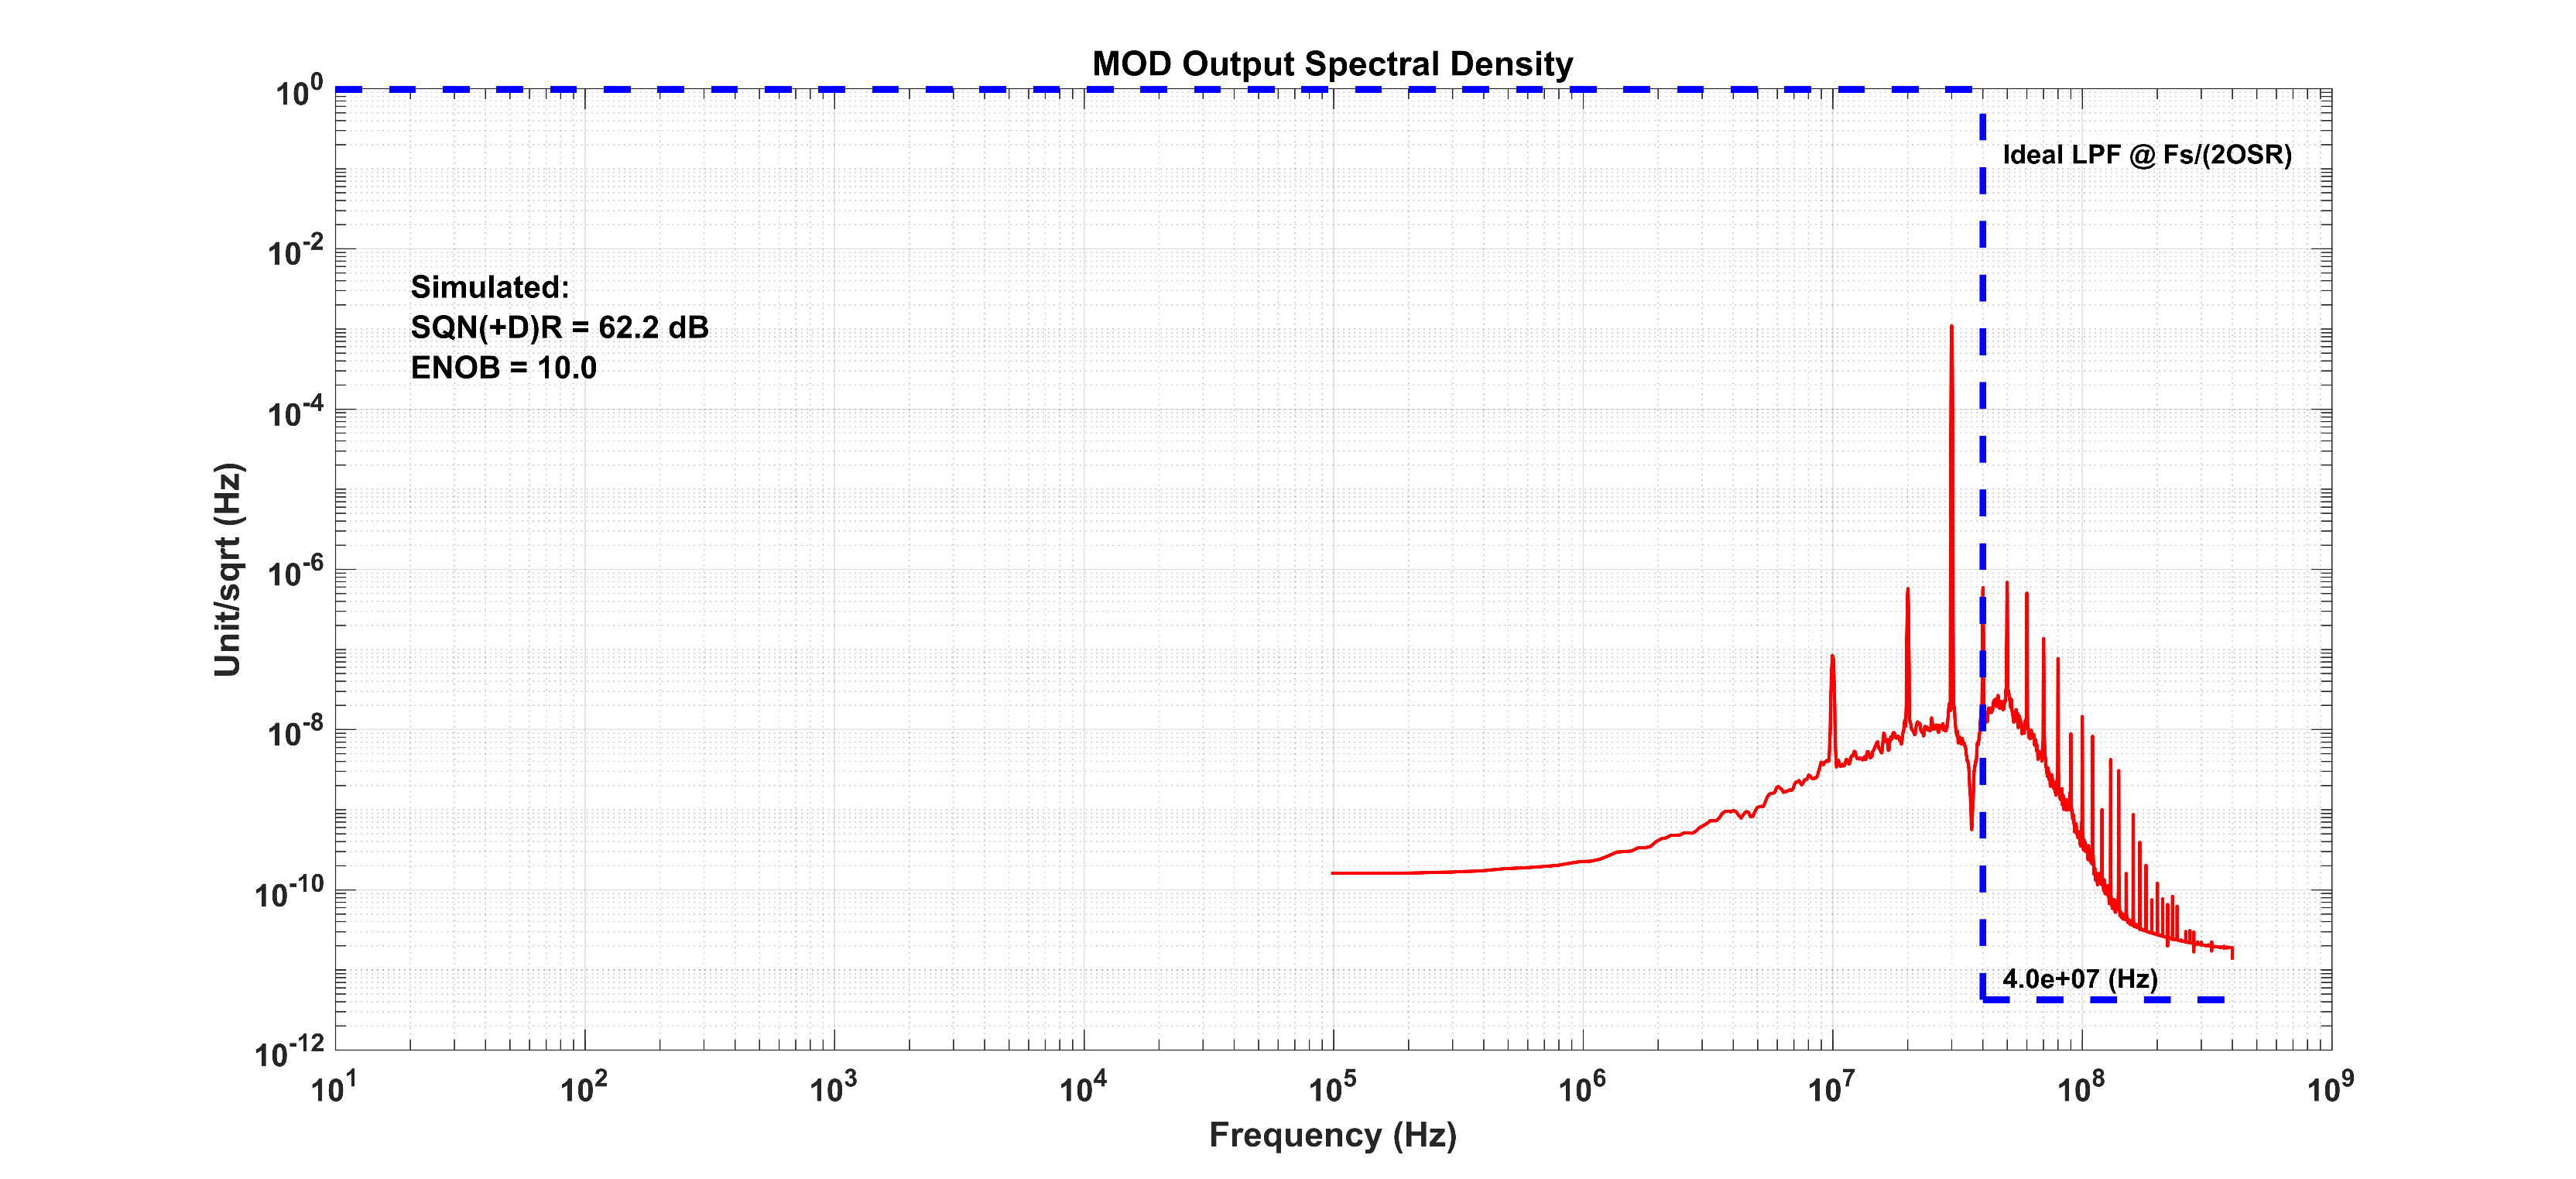 MOD Output Spectral Density
10^0
10^-2
10^-4
10^-6
10^-8
10^-10
10^-12
Unit/sqrt (Hz)
Ideal LPF @ Fs/(2OSR)
Simulated:
SQN(+D)R = 62.2 dB
ENOB = 10.0
4.0e+07 (Hz)
10^1 10^2 10^3 10^4 10^5 10^6 10^7 10^8 10^9
Frequency (Hz)